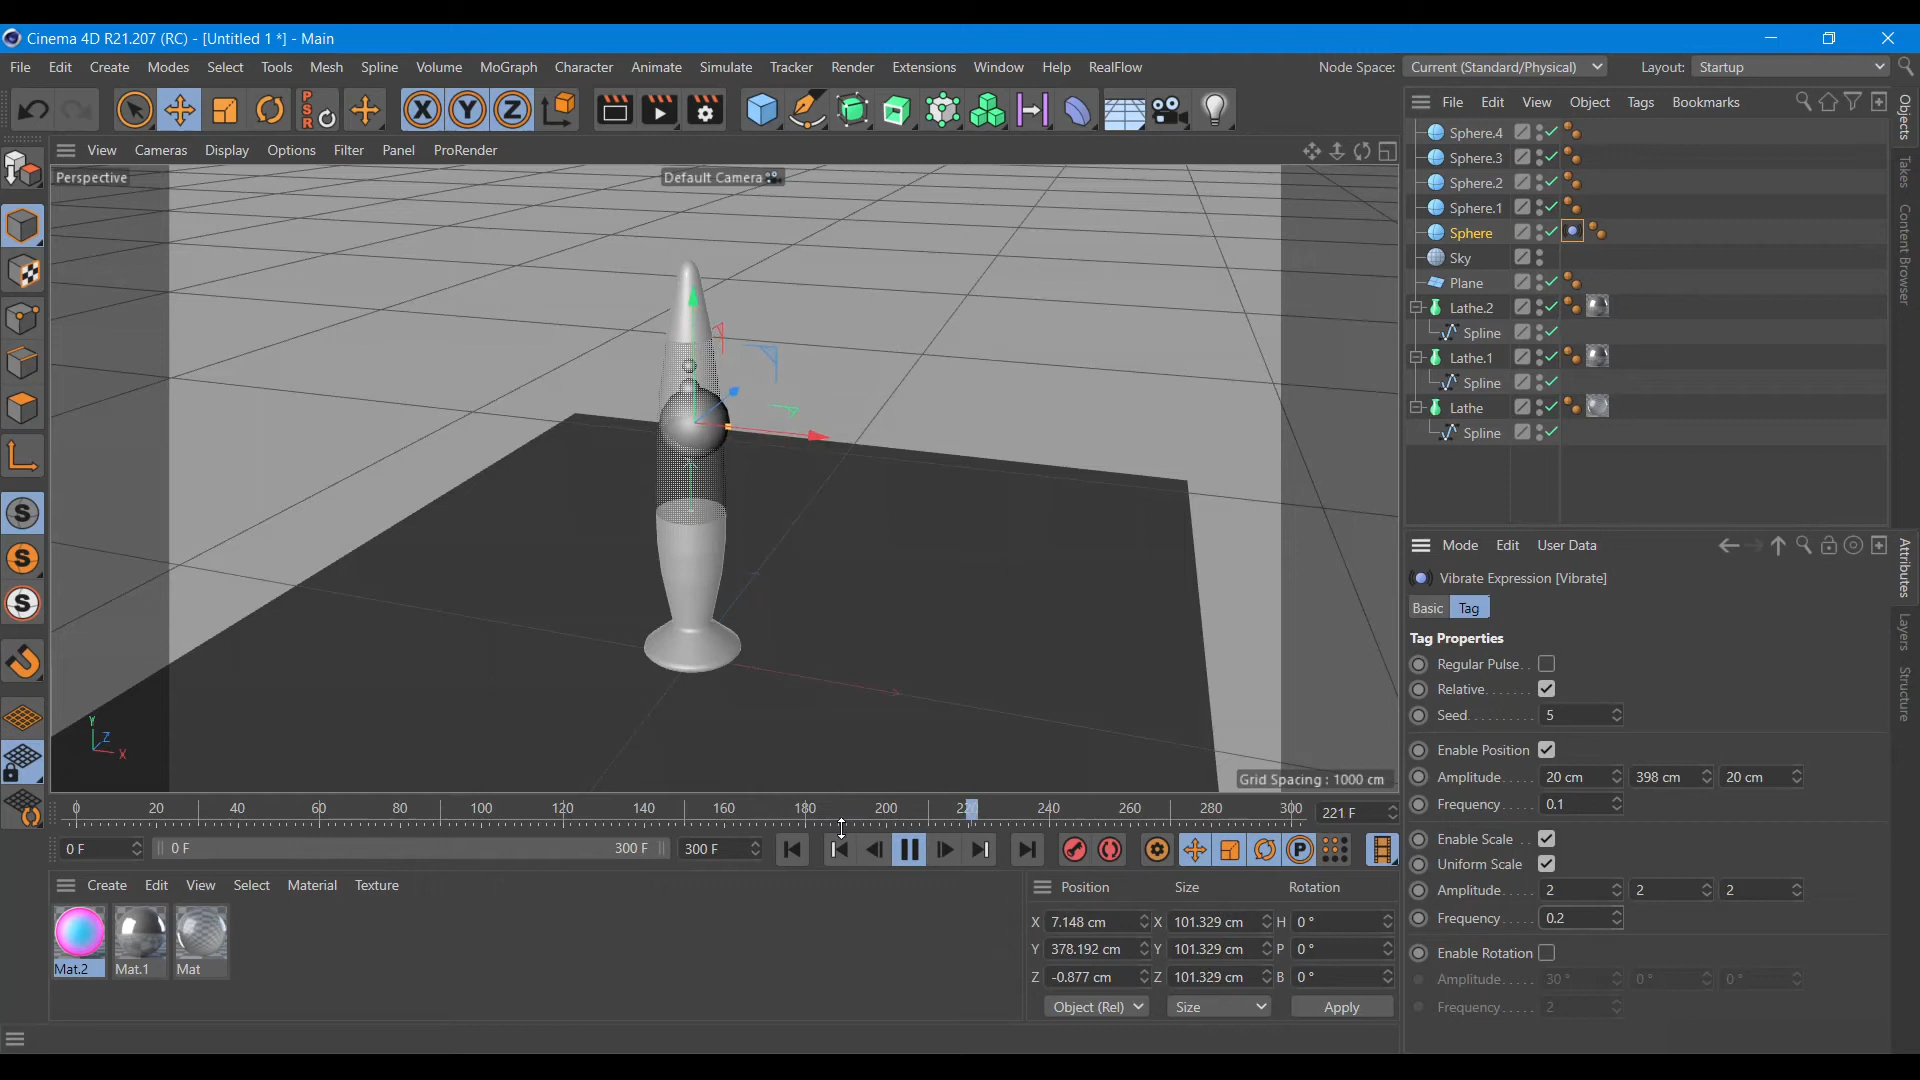 Cinema 4D R21.207 (RC) - [Untitled 1 *] - Main
File Edit Create Modes Select Tools Mesh Spline Volume MoGraph Character Animate Simulate Tracker Render Extensions Window Help RealFlow Node Space: Current (Standard/Physical) Layout: Startup
X Y Z
P S R
File Edit View Object Tags Bookmarks
View Cameras Display Options Filter Panel ProRender
Perspective
Default Camera
Sphere.4
Sphere.3
Sphere.2
Sphere.1
Sphere
Sky
Plane
Lathe.2
Spline
Lathe.1
Spline
Lathe
Spline
Objects
Takes
Content Browser
S
S
S
Y
Z
X
Grid Spacing : 1000 cm
Mode Edit User Data
Vibrate Expression [Vibrate]
Basic Tag
Tag Properties
Regular Pulse
Relative
Seed 5
Enable Position
Amplitude 20 cm 398 cm 20 cm
Frequency 0.1
Enable Scale
Uniform Scale
Amplitude 2 2 2
Frequency 0.2
Enable Rotation
Amplitude 30 ° 0 ° 0 °
Frequency 2
Attributes
Layers
Structure
0 20 40 60 80 100 120 140 160 180 200 220 240 260 280 300 221 F
0 F 0 F 300 F 300 F
P
Create Edit View Select Material Texture
Mat.2 Mat.1 Mat
Position Size Rotation
X 7.148 cm X 101.329 cm H 0 °
Y 378.192 cm Y 101.329 cm P 0 °
Z -0.877 cm Z 101.329 cm B 0 °
Object (Rel) Size Apply